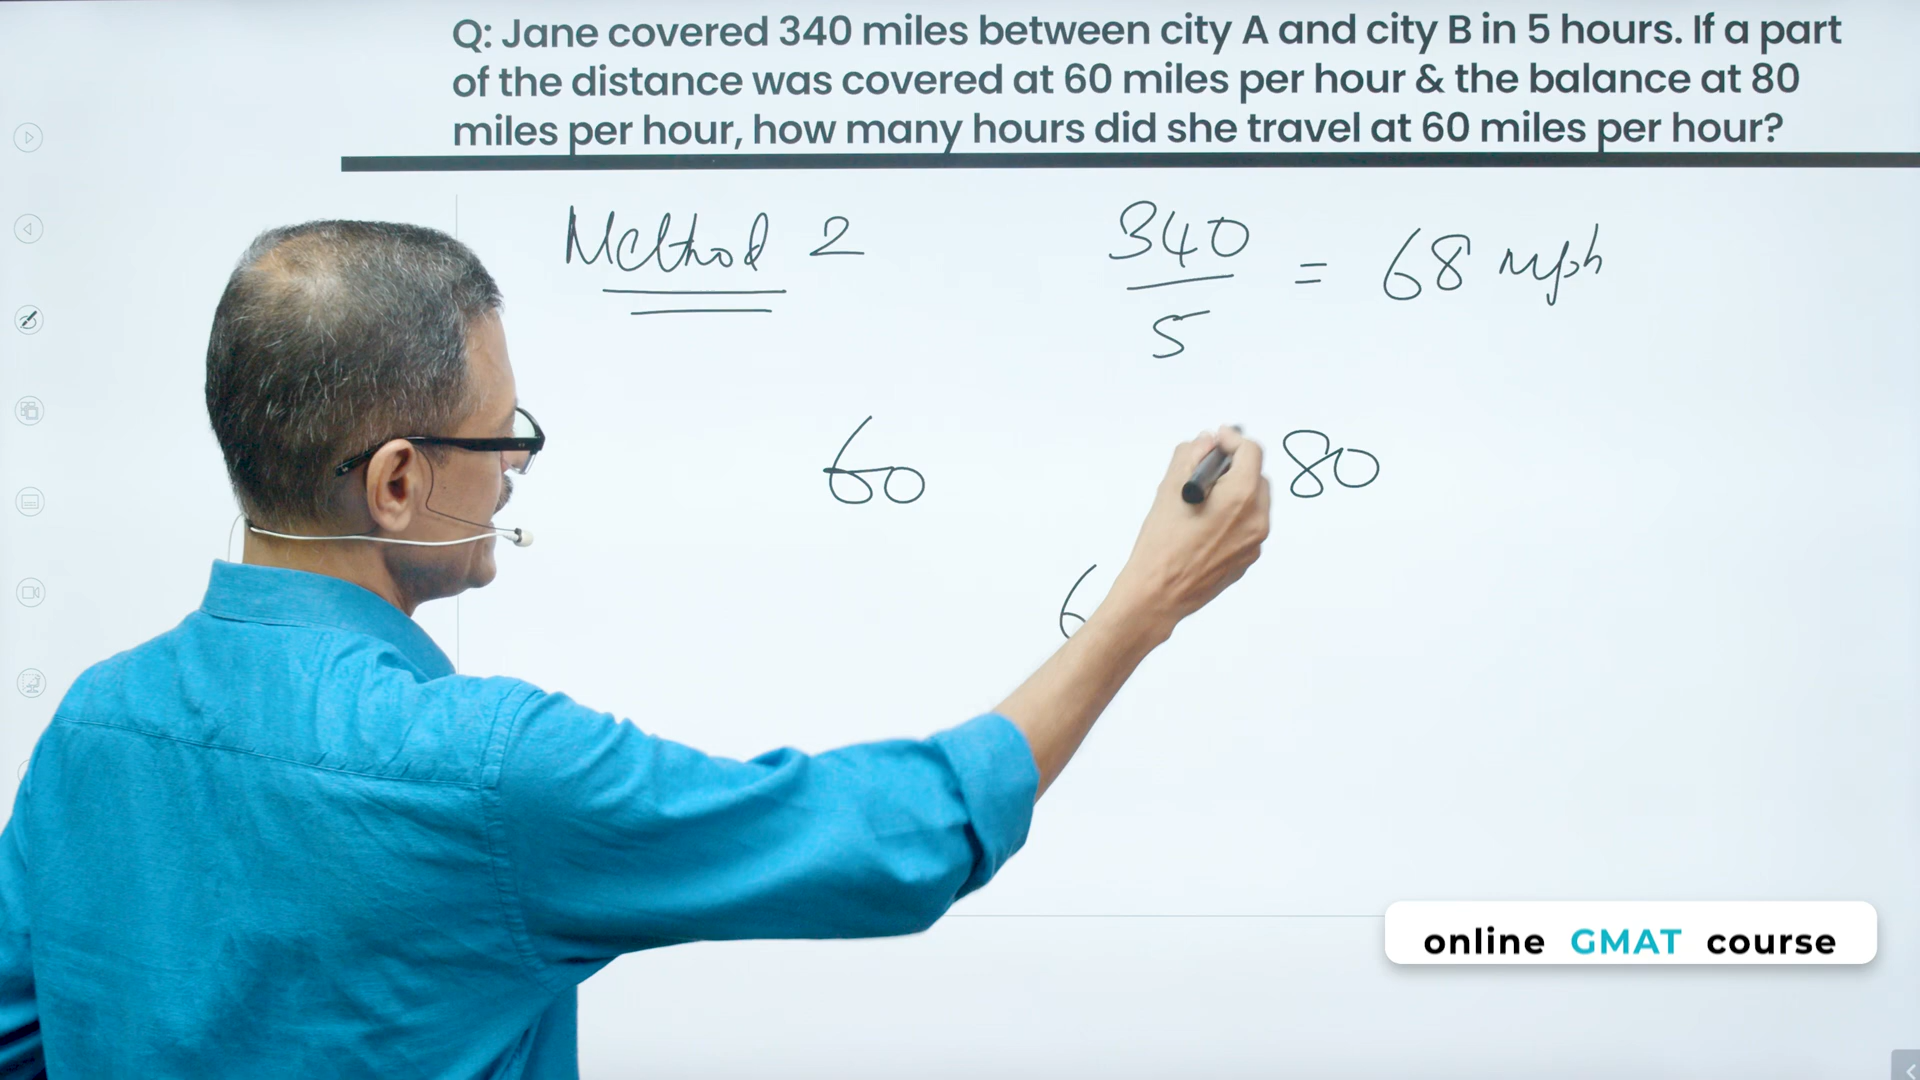 Q: Jane covered 340 miles between city A and city B in 5 hours. If a part
of the distance was covered at 60 miles per hour & the balance at 80
miles per hour, how many hours did she travel at 60 miles per hour?
Method 2
340
5
= 68 mph
60
80
6
online GMAT course